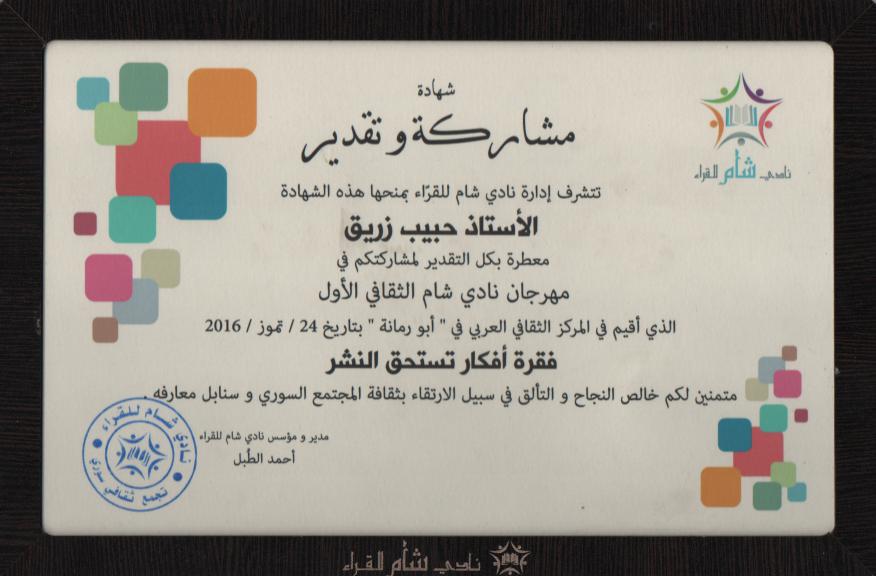 شهادة
مشاركة و تقدير
نادي شام للقراء
تتشرف إدارة نادي شام للقرّاء بمنحها هذه الشهادة
الأستاذ حبيب زريق
معطرة بكل التقدير لمشاركتكم في
مهرجان نادي شام الثقافي الأول
الذي أقيم في المركز الثقافي العربي في " أبو رمانة " بتاريخ 24 / تموز / 2016
فقرة أفكار تستحق النشر
متمنين لكم خالص النجاح و التألق في سبيل الارتقاء بثقافة المجتمع السوري و سنابل معارفه .
مدير و مؤسس نادي شام للقراء
أحمد الطُبل
نادي شام للقراء
تجمع ثقافي سوري
نادي شام للقراء